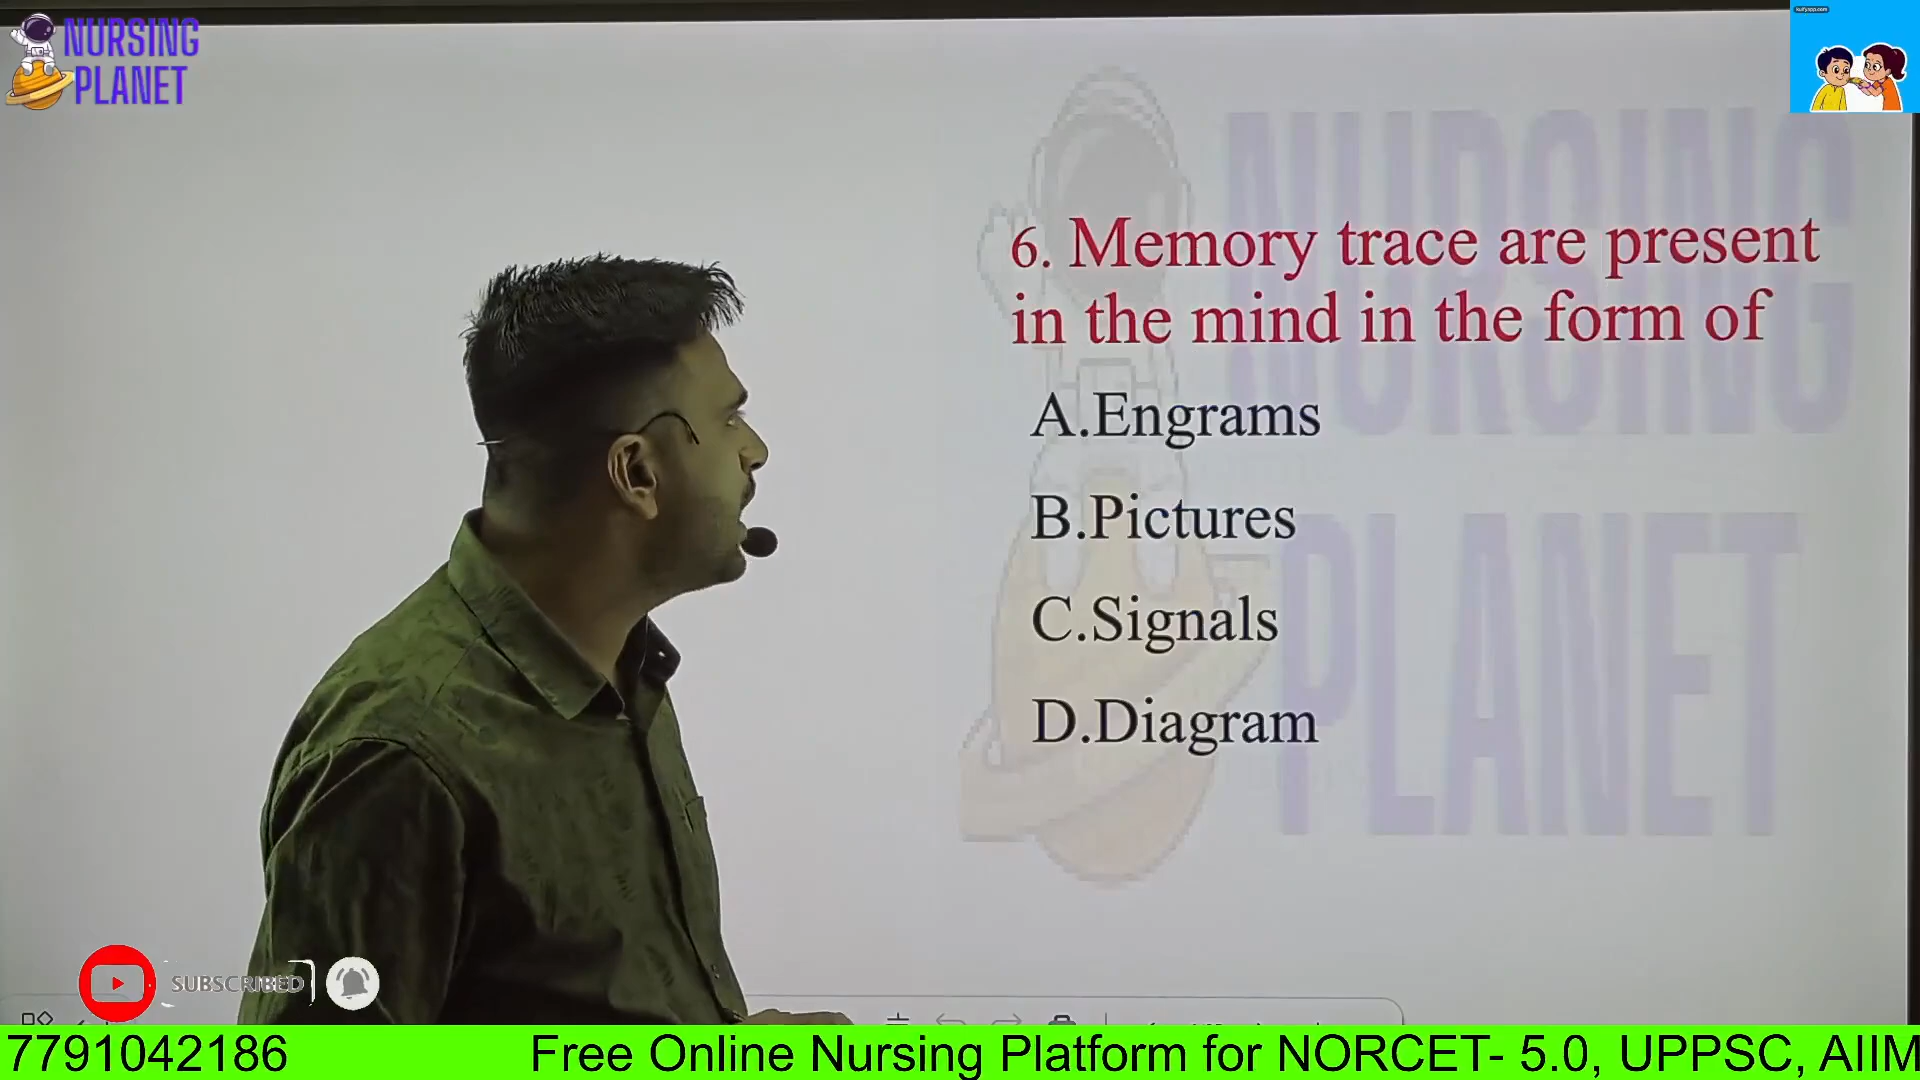 NURSING
PLANET
6. Memory trace are present
in the mind in the form of
A.Engrams
B.Pictures
C.Signals
D.Diagram
SUBSCRIBED
7791042186 Free Online Nursing Platform for NORCET- 5.0, UPPSC, AIIM